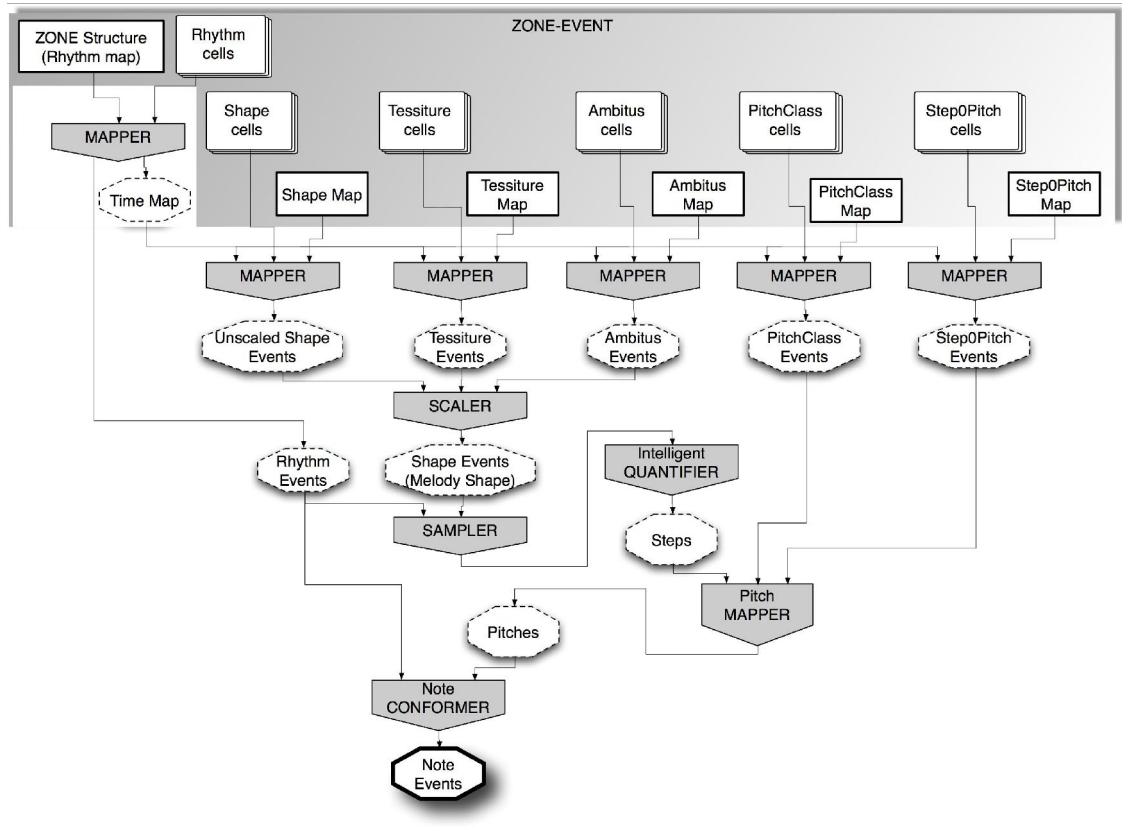 ZONE-EVENT
ZONE Structure
(Rhythm map)
Rhythm
cells
Shape
cells
Tessiture
cells
Ambitus
cells
PitchClass
cells
Step0Pitch
cells
MAPPER
Time Map
Shape Map
Tessiture
Map
Ambitus
Map
PitchClass
Map
Step0Pitch
Map
MAPPER
MAPPER
MAPPER
MAPPER
MAPPER
Unscaled Shape
Events
Tessiture
Events
Ambitus
Events
PitchClass
Events
Step0Pitch
Events
SCALER
Rhythm
Events
Shape Events
(Melody Shape)
Intelligent
QUANTIFIER
SAMPLER
Steps
Pitch
MAPPER
Pitches
Note
CONFORMER
Note
Events